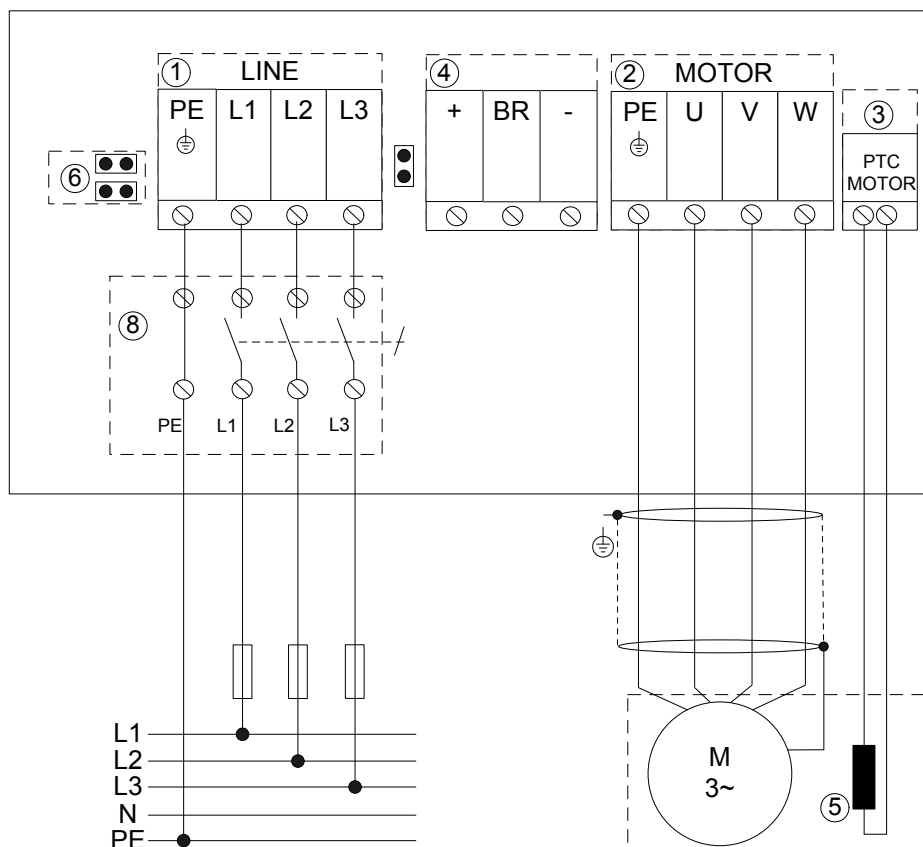 ① LINE
PE L1 L2 L3
④
+ BR -
② MOTOR
PE U V W
③
PTC
MOTOR
⑥
⑧
PE L1 L2 L3
L1
L2
L3
N
PE
M
3~
⑤